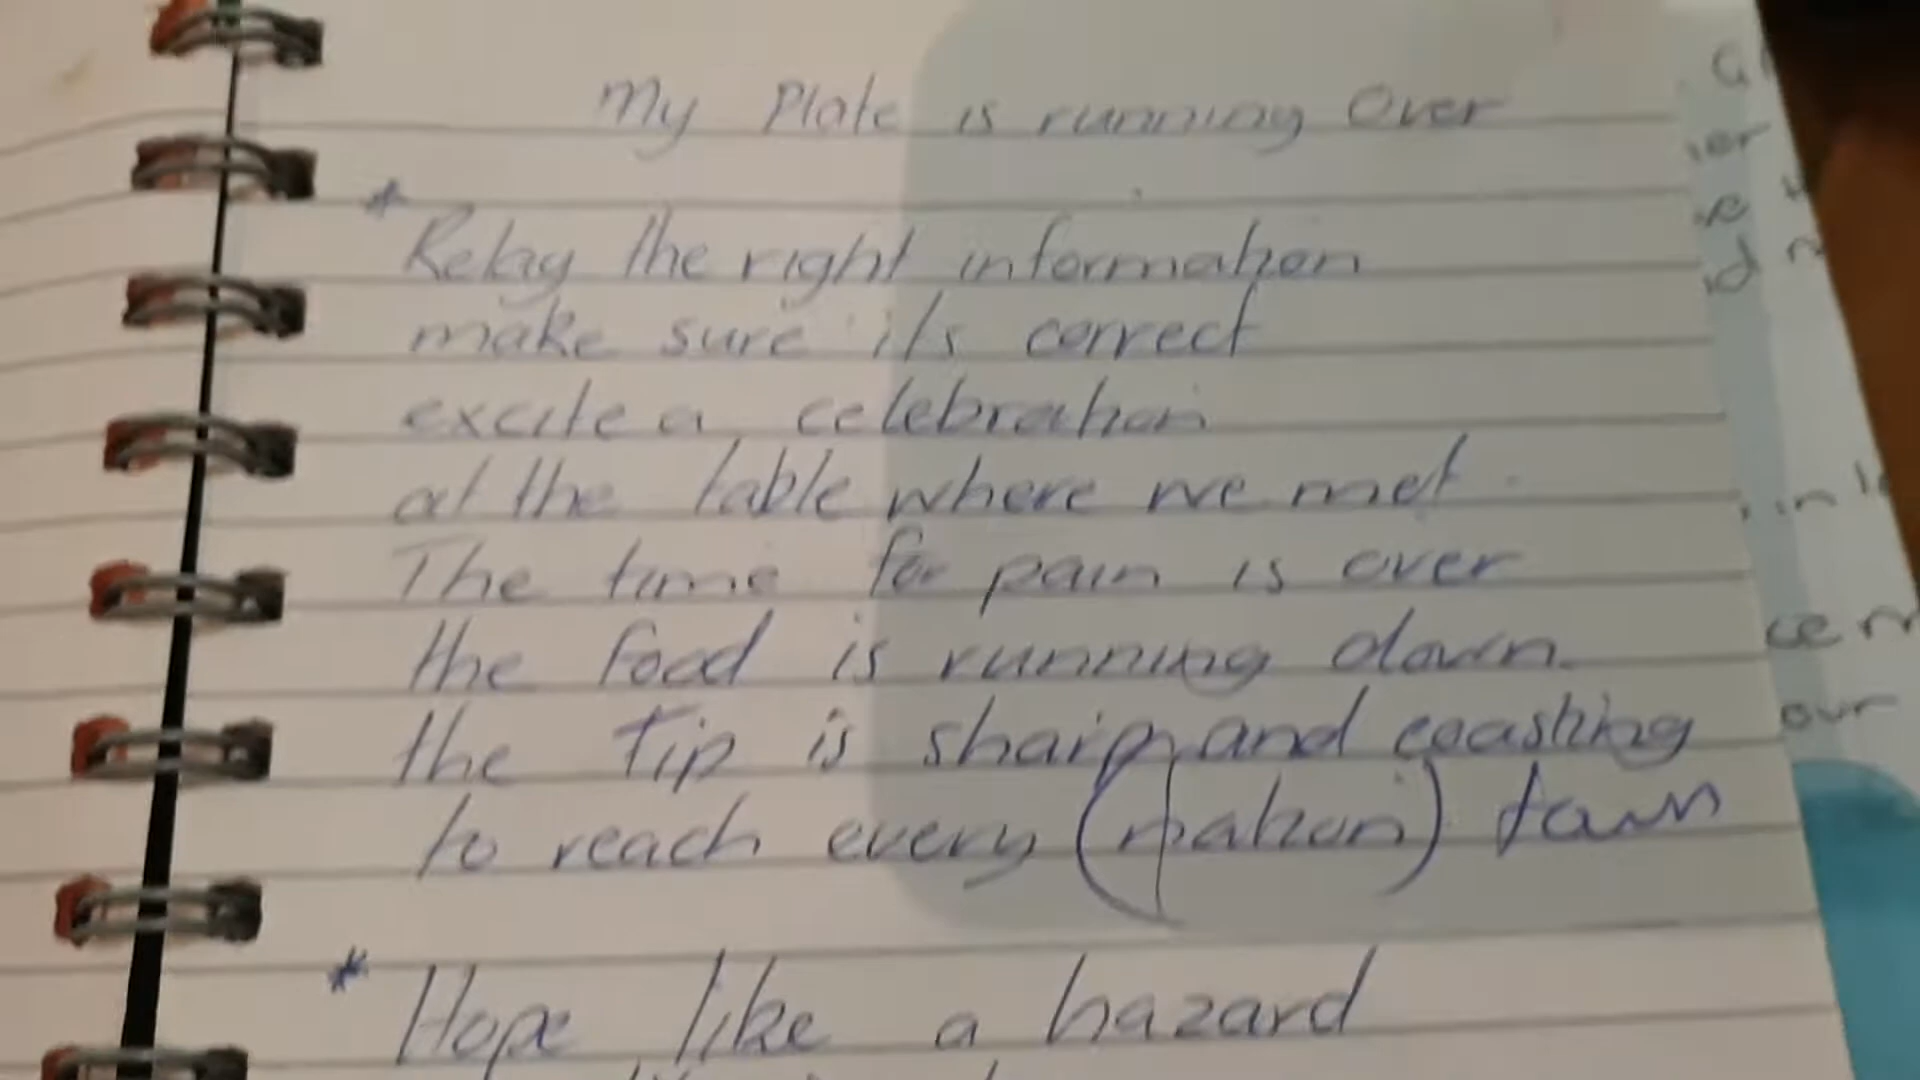 My Plate is running Over
* Relay the right information
make sure its correct
excite a celebration
at the table where we met.
The time for pain is over
the food is running down
the tip is sharp and coasting
to reach every (nation) town
* Hope like a hazard